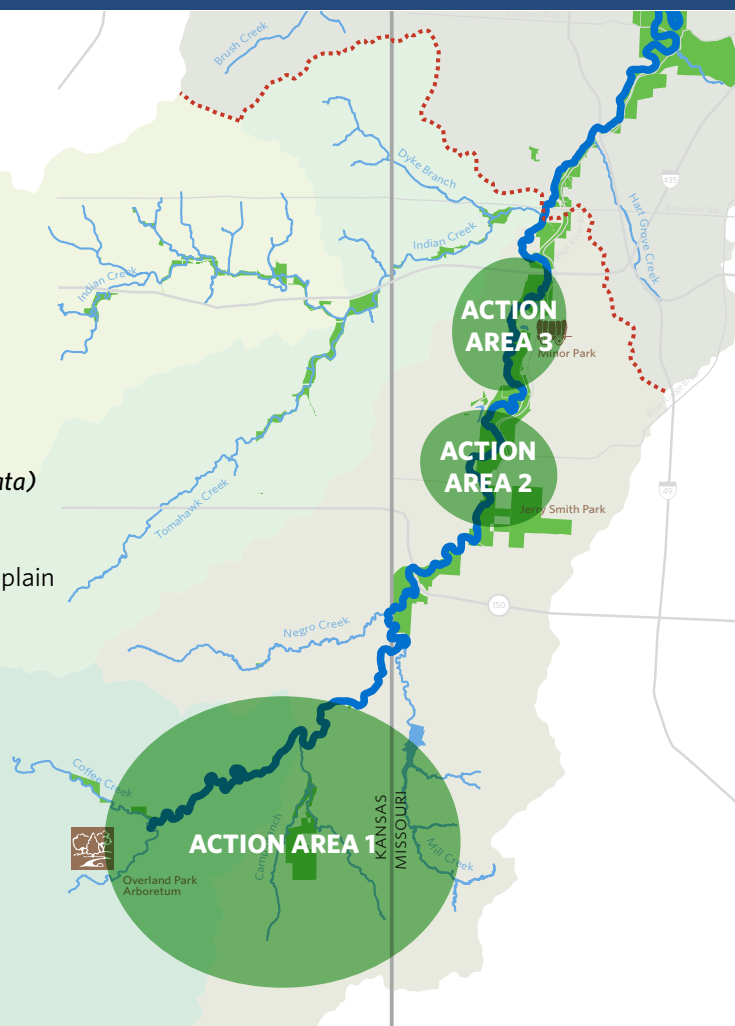 Brush Creek
435
Dyke Branch
Hart Grove Creek
Indian Creek
Indian Creek
ACTION
AREA 3
Minor Park
ACTION
AREA 2
ata)
Tomahawk Creek
49
Jerry Smith Park
plain
150
Negro Creek
Coffee Creek
KANSAS
MISSOURI
ACTION AREA 1
Mill Creek
Overland Park
Arboretum